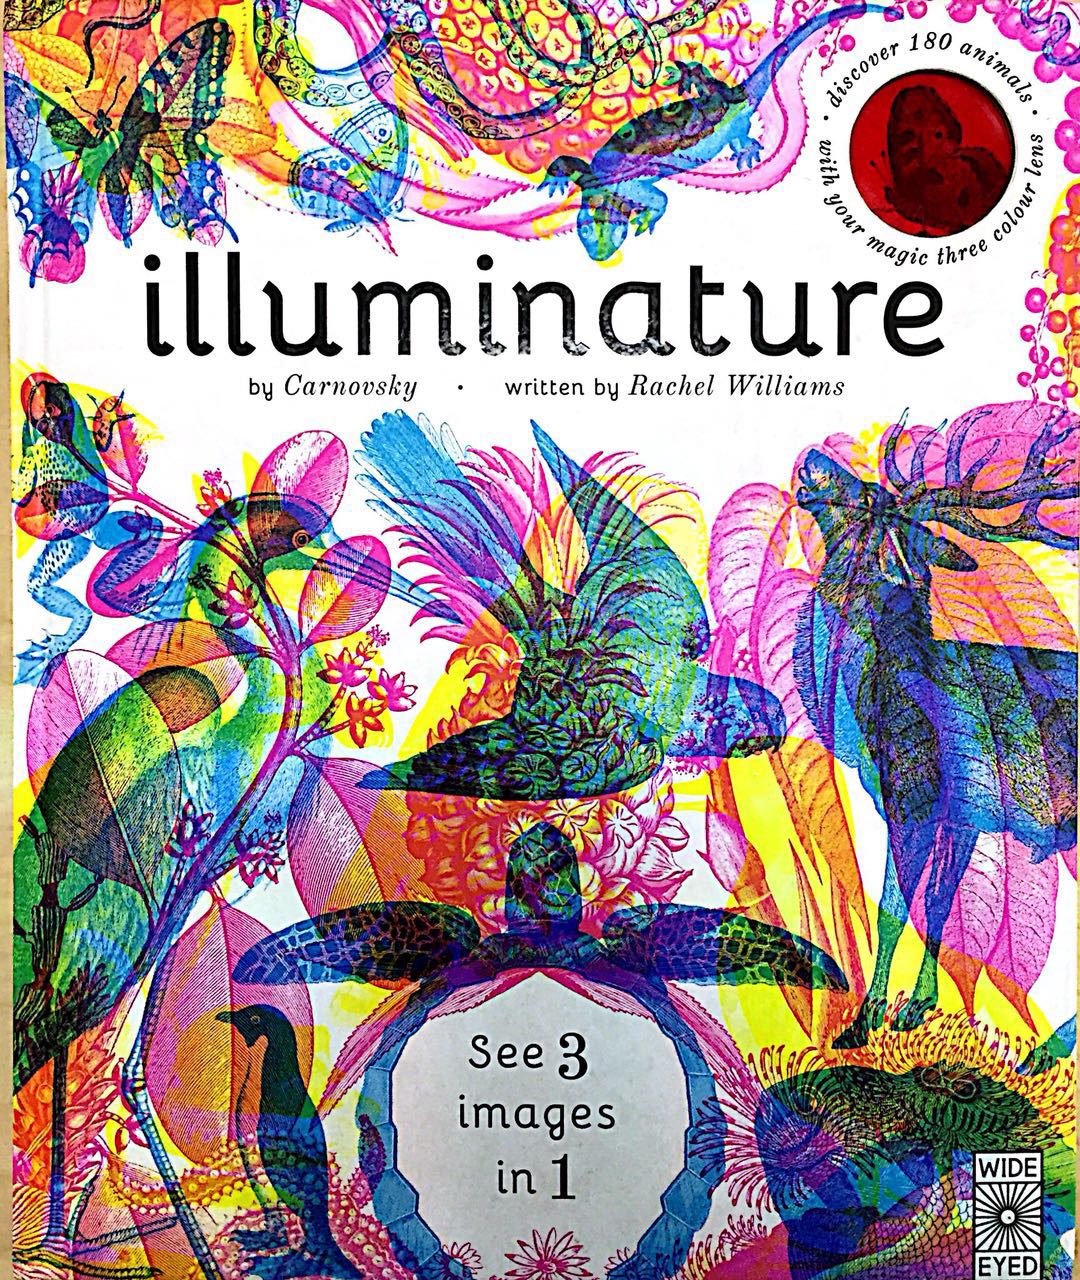 · discover 180 animals ·
with your magic three colour lens
illuminature
by Carnovsky · written by Rachel Williams
See 3
images
in 1
WIDE
EYED